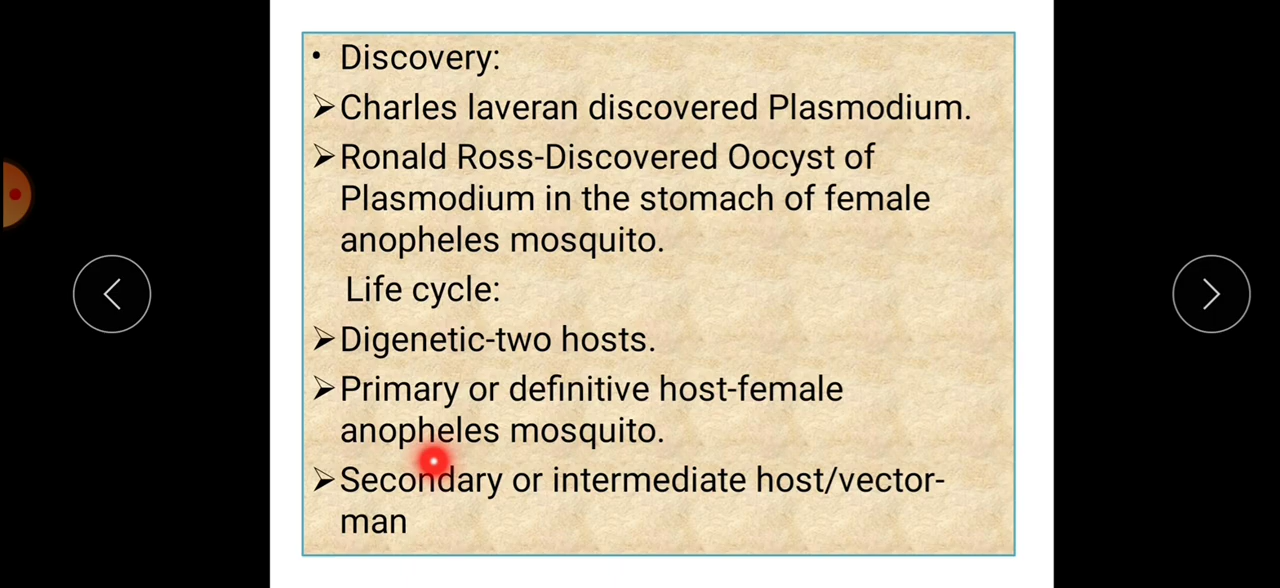 • Discovery:
➢Charles laveran discovered Plasmodium.
➢Ronald Ross-Discovered Oocyst of
Plasmodium in the stomach of female
anopheles mosquito.
Life cycle:
➢Digenetic-two hosts.
➢Primary or definitive host-female
anopheles mosquito.
➢Secondary or intermediate host/vector-
man